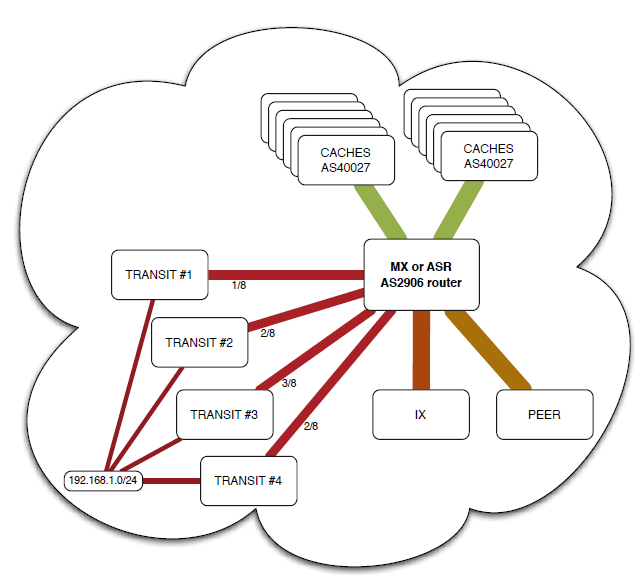 CACHES
AS40027
CACHES
AS40027
MX or ASR
AS2906 router
TRANSIT #1
1/8
TRANSIT #2
2/8
TRANSIT #3
3/8
2/8
IX
PEER
192.168.1.0/24
TRANSIT #4